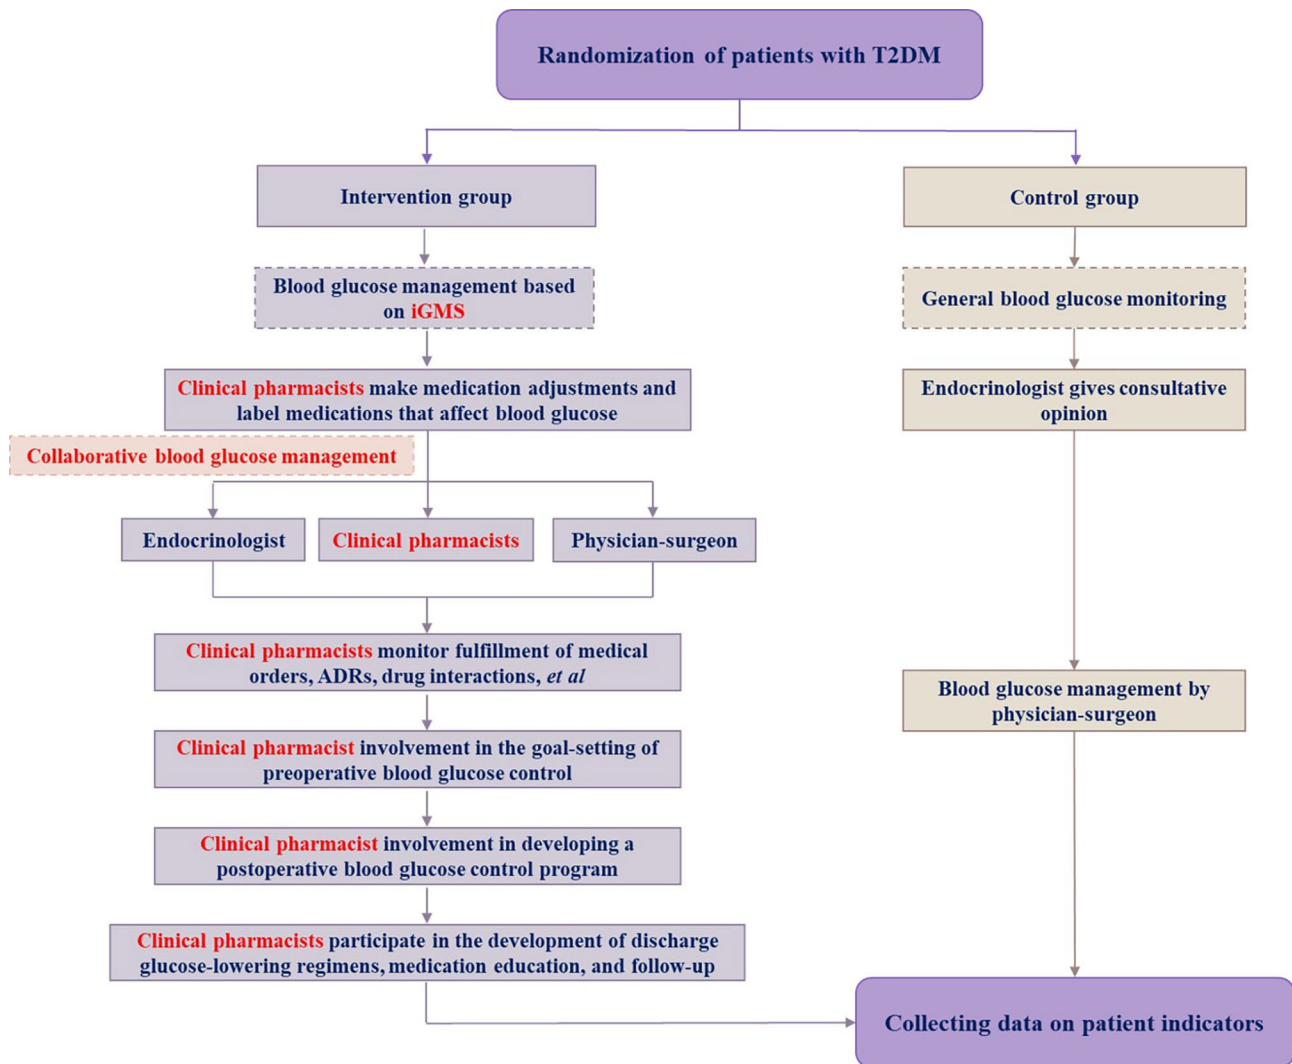 Randomization of patients with T2DM
Intervention group
Control group
Blood glucose management based
on iGMS
General blood glucose monitoring
Clinical pharmacists make medication adjustments and
label medications that affect blood glucose
Endocrinologist gives consultative
opinion
Collaborative blood glucose management
Endocrinologist
Clinical pharmacists
Physician-surgeon
Clinical pharmacists monitor fulfillment of medical
orders, ADRs, drug interactions, et al
Blood glucose management by
physician-surgeon
Clinical pharmacist involvement in the goal-setting of
preoperative blood glucose control
Clinical pharmacist involvement in developing a
postoperative blood glucose control program
Clinical pharmacists participate in the development of discharge
glucose-lowering regimens, medication education, and follow-up
Collecting data on patient indicators